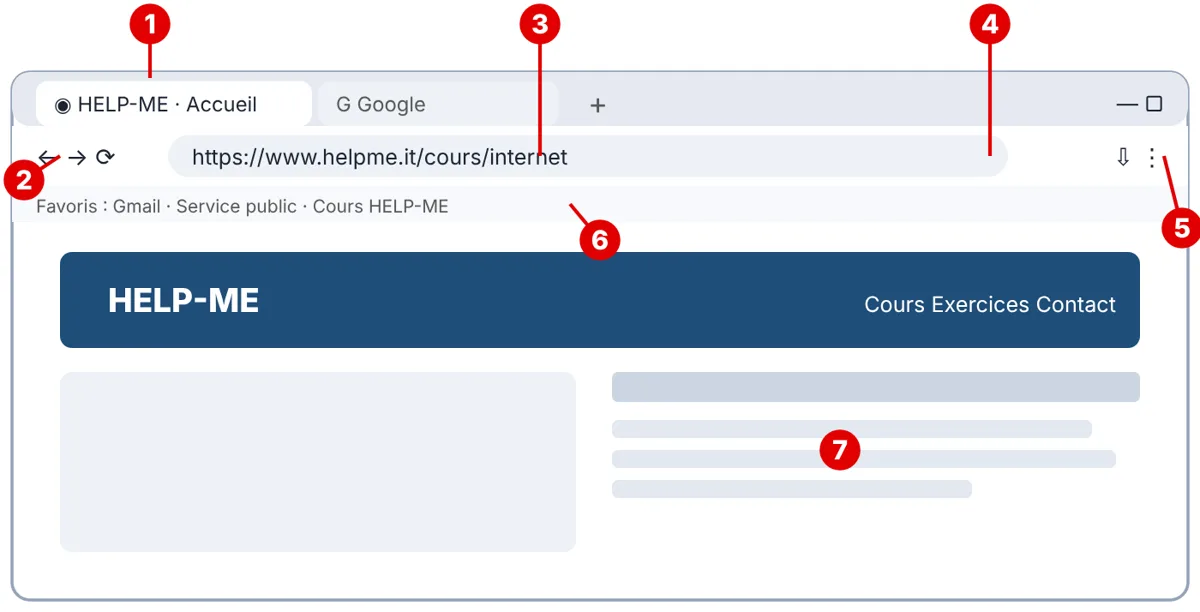 1 3 4
◉ HELP-ME · Accueil G Google +
https://www.helpme.it/cours/internet
2
Favoris : Gmail · Service public · Cours HELP-ME
5
6
HELP-ME Cours Exercices Contact
7